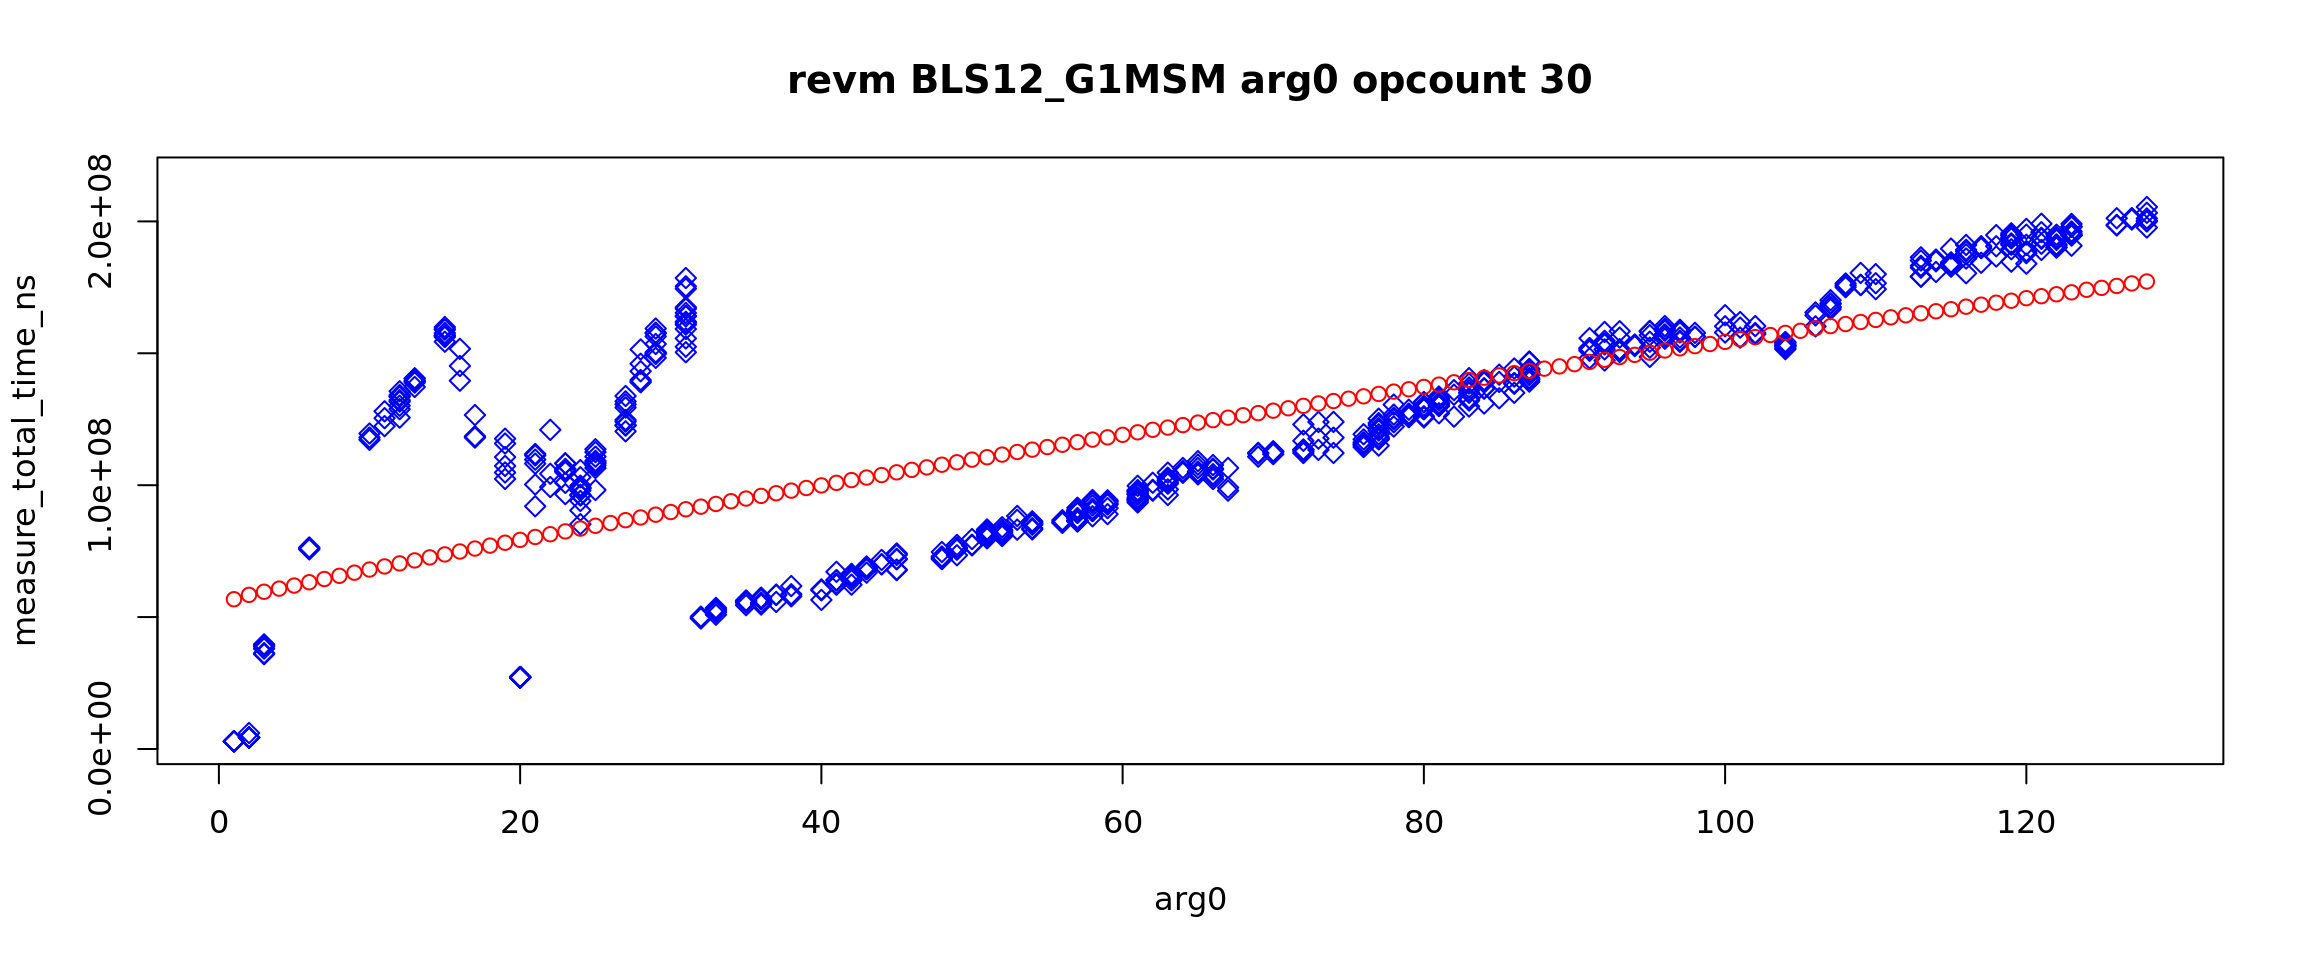 revm BLS12_G1MSM arg0 opcount 30
measure_total_time_ns
2.0e+08
1.0e+08
0.0e+00
0 20 40 60 80 100 120
arg0